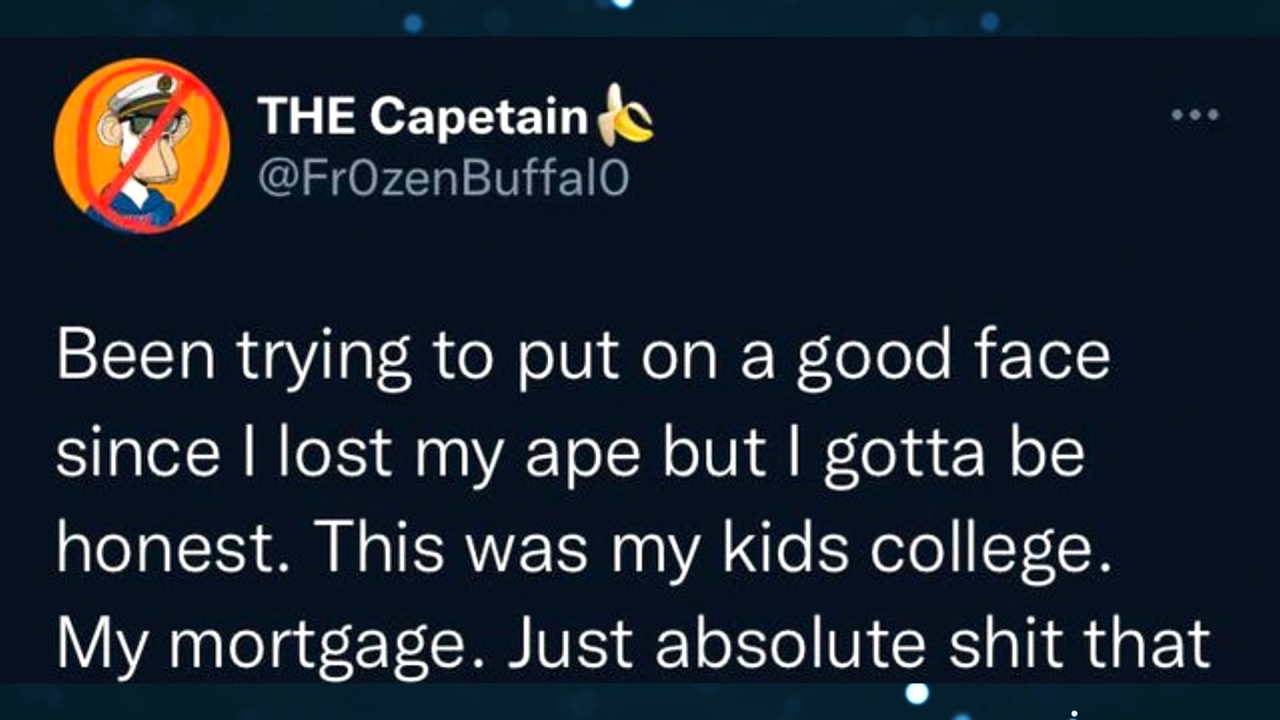 THE Capetain🍌
@Fr0zenBuffal0
Been trying to put on a good face
since I lost my ape but I gotta be
honest. This was my kids college.
My mortgage. Just absolute shit that